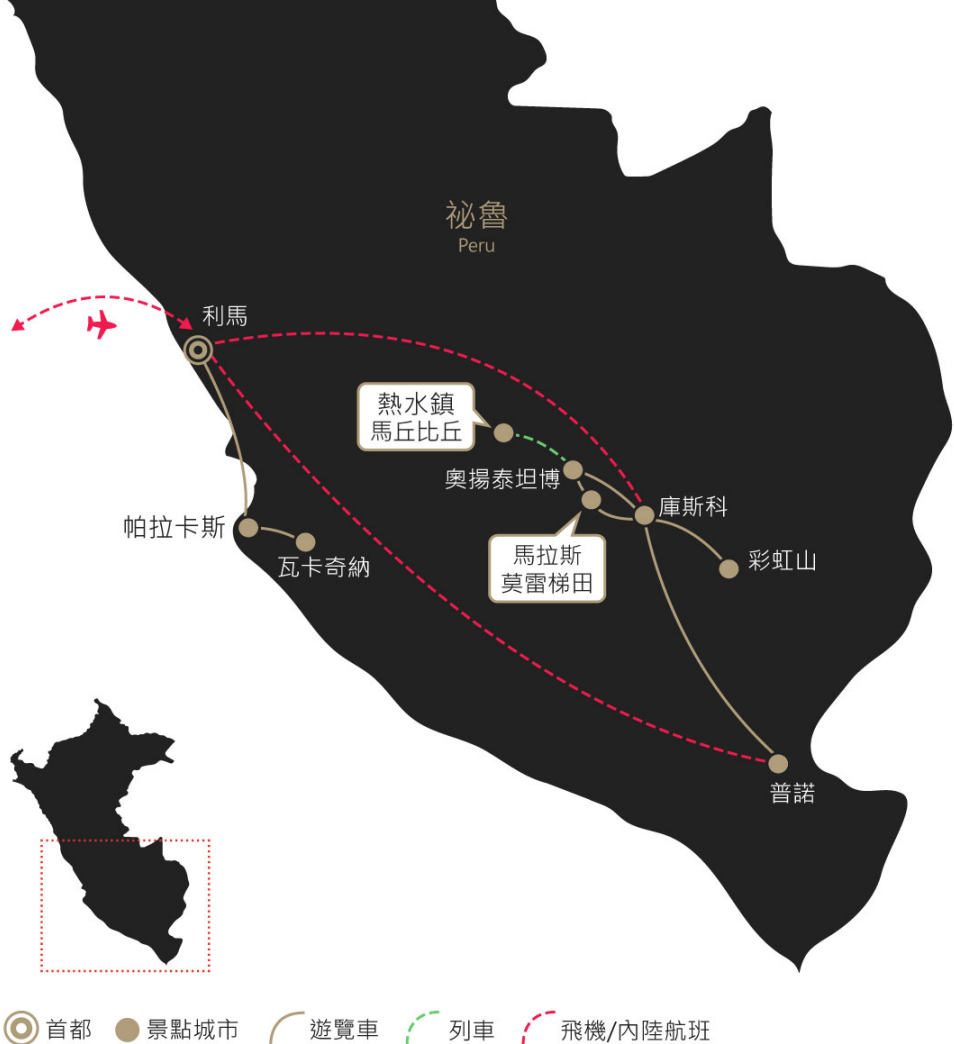 祕魯
Peru
利馬
熱水鎮
馬丘比丘
奧揚泰坦博
庫斯科
帕拉卡斯
瓦卡奇納
馬拉斯
莫雷梯田
彩虹山
普諾
首都
景點城市
遊覽車
列車
飛機/內陸航班